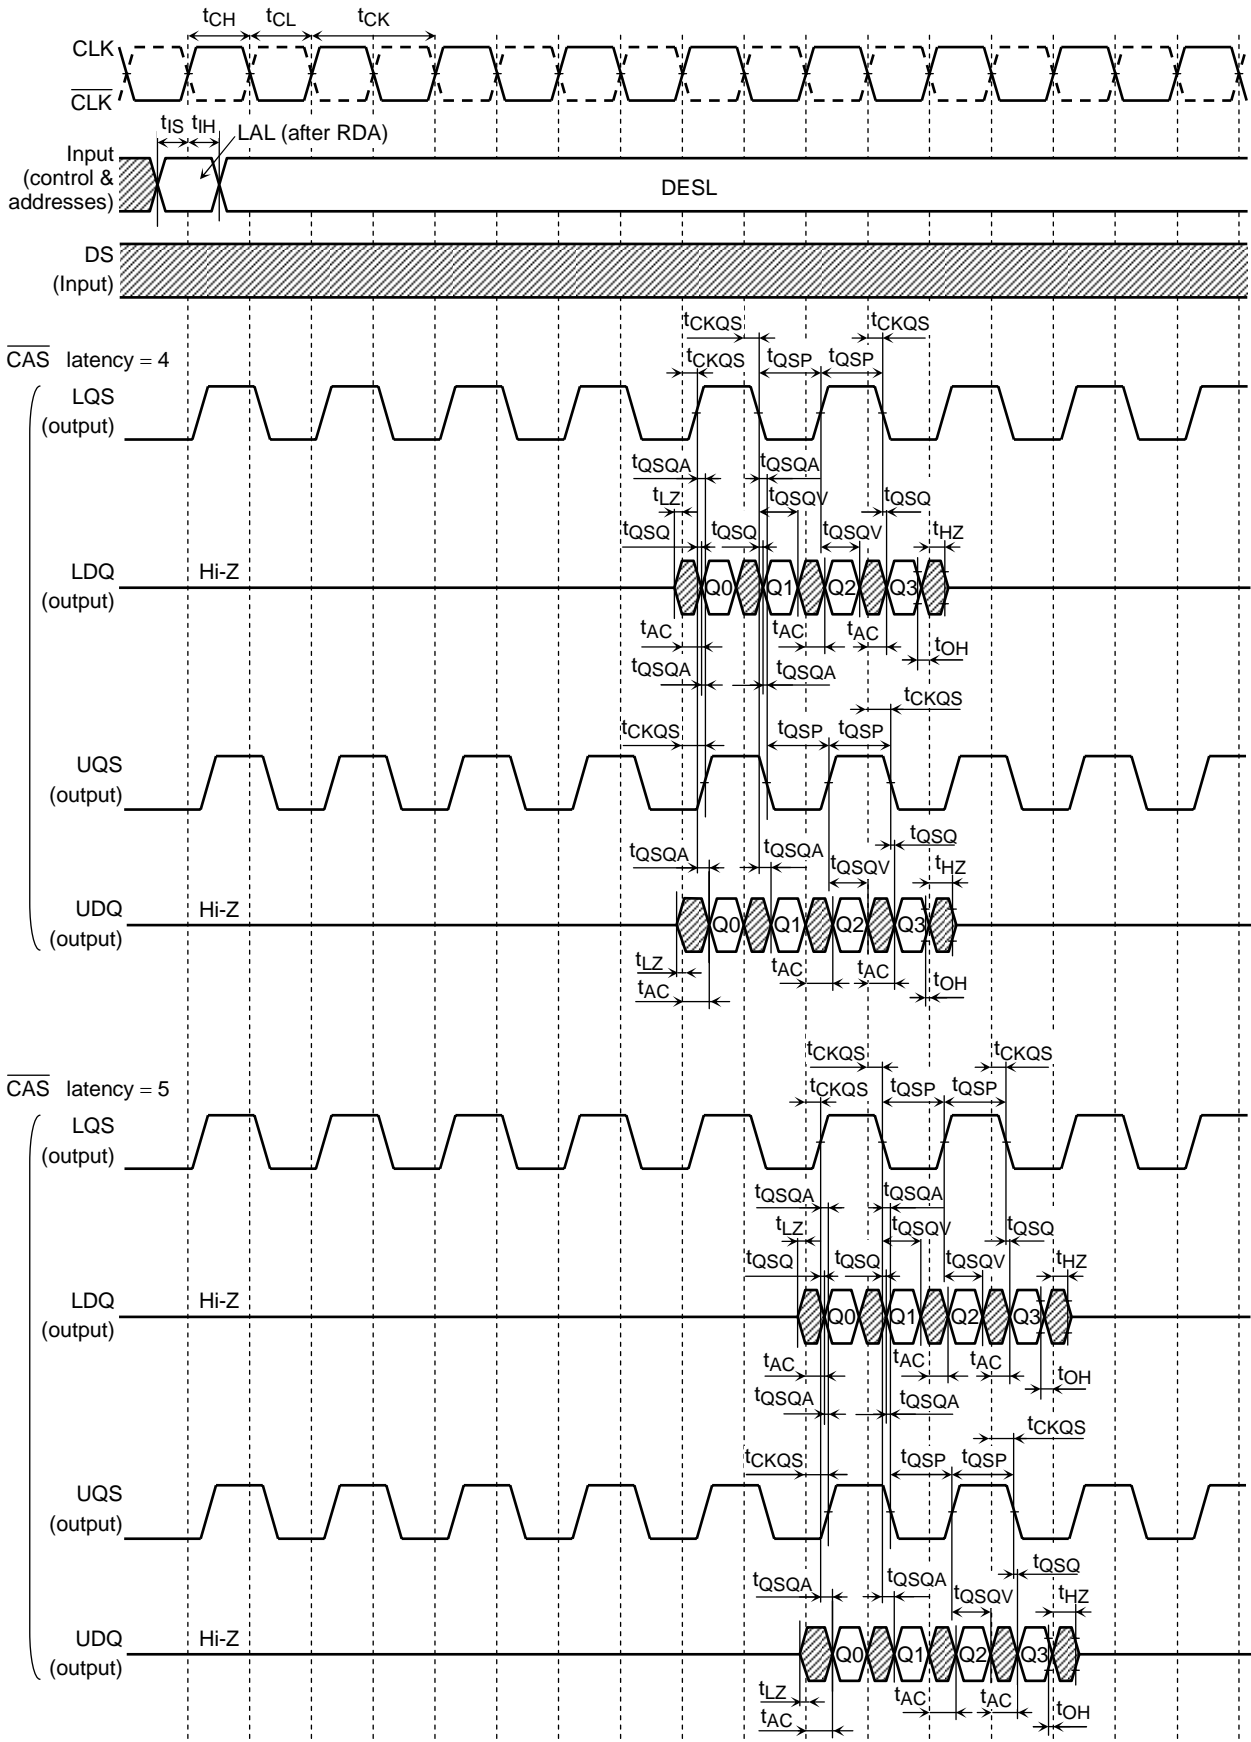 tCH tCL tCK
CLK
CLK
tIS tIH LAL (after RDA)
Input
(control &
addresses)
DESL
DS
(Input)
tCKQS tCKQS
CAS latency = 4
tCKQS tQSP tQSP
LQS
(output)
tQSQA tQSQA
tLZ tQSQV tQSQ
tQSQ tQSQ tQSQV tHZ
LDQ
(output)
Hi-Z
Q0 Q1 Q2 Q3
tAC tAC tAC tOH
tQSQA tQSQA
tCKQS
tCKQS tQSP tQSP
UQS
(output)
tQSQ
tQSQA tQSQA tQSQV tHZ
UDQ
(output)
Hi-Z
Q0 Q1 Q2 Q3
tLZ tAC tAC tOH
tAC
tCKQS tCKQS
CAS latency = 5
tCKQS tQSP tQSP
LQS
(output)
tQSQA tQSQA
tLZ tQSQV tQSQ
tQSQ tQSQ tQSQV tHZ
LDQ
(output)
Hi-Z
Q0 Q1 Q2 Q3
tAC tAC tAC tOH
tQSQA tQSQA
tCKQS
tCKQS tQSP tQSP
UQS
(output)
tQSQ
tQSQA tQSQA tQSQV tHZ
UDQ
(output)
Hi-Z
Q0 Q1 Q2 Q3
tLZ tAC tAC tOH
tAC